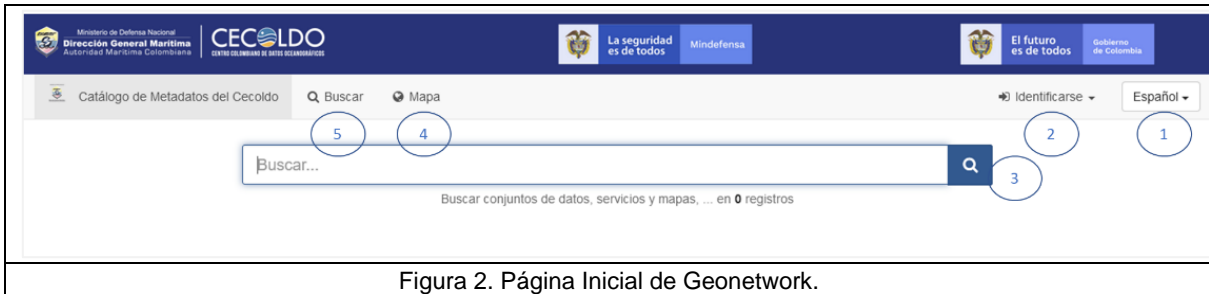 Ministerio de Defensa Nacional
Dirección General Marítima
Autoridad Marítima Colombiana
CECOLDO
CENTRO COLOMBIANO DE DATOS OCEANOGRÁFICOS
La seguridad
es de todos
Mindefensa
El futuro
es de todos
Gobierno
de Colombia
Catálogo de Metadatos del Cecoldo
Buscar
Mapa
Identificarse
Español
5
4
2
1
Buscar...
3
Buscar conjuntos de datos, servicios y mapas, ... en 0 registros
Figura 2. Página Inicial de Geonetwork.